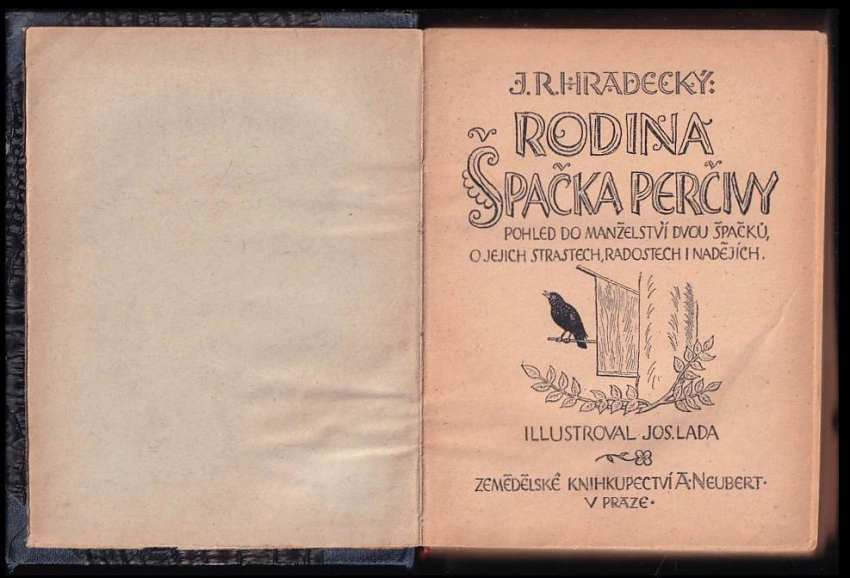 J. R. HRADECKÝ:
RODINA
ŠPAČKA PERČIVY
POHLED DO MANŽELSTVÍ DVOU ŠPAČKŮ,
O JEJICH STRASTECH, RADOSTECH I NADĚJÍCH.
ILLUSTROVAL JOS. LADA
ZEMĚDĚLSKÉ KNIHKUPECTVÍ A. NEUBERT.
V PRAZE.